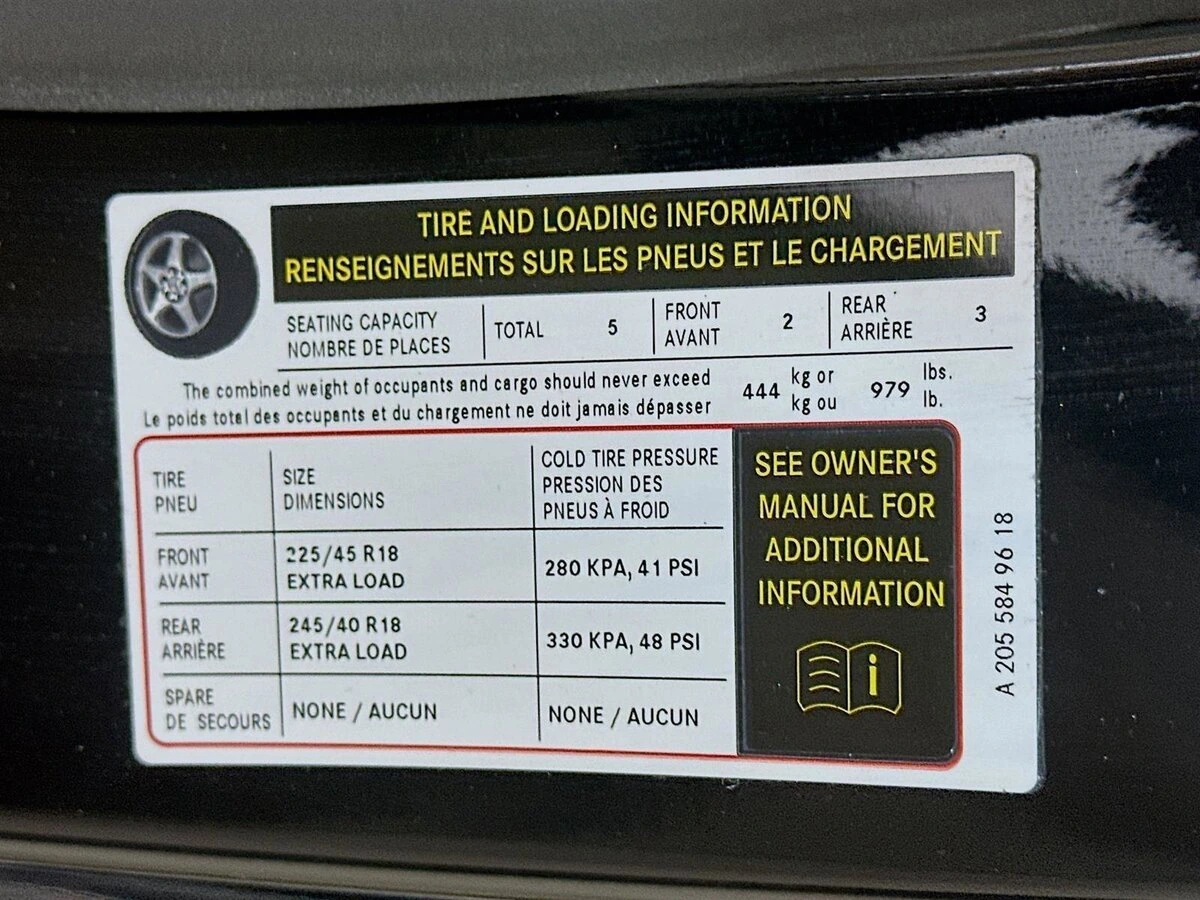 TIRE AND LOADING INFORMATION
RENSEIGNEMENTS SUR LES PNEUS ET LE CHARGEMENT
SEATING CAPACITY
NOMBRE DE PLACES
TOTAL 5
FRONT
AVANT
2
REAR
ARRIÈRE
3
The combined weight of occupants and cargo should never exceed
Le poids total des occupants et du chargement ne doit jamais dépasser
444
kg or
kg ou
979
lbs.
lb.
TIRE
PNEU
SIZE
DIMENSIONS
COLD TIRE PRESSURE
PRESSION DES
PNEUS À FROID
FRONT
AVANT
225/45 R18
EXTRA LOAD
280 KPA, 41 PSI
REAR
ARRIÈRE
245/40 R18
EXTRA LOAD
330 KPA, 48 PSI
SPARE
DE SECOURS
NONE / AUCUN
NONE / AUCUN
SEE OWNER'S
MANUAL FOR
ADDITIONAL
INFORMATION
i
A 205 584 96 18